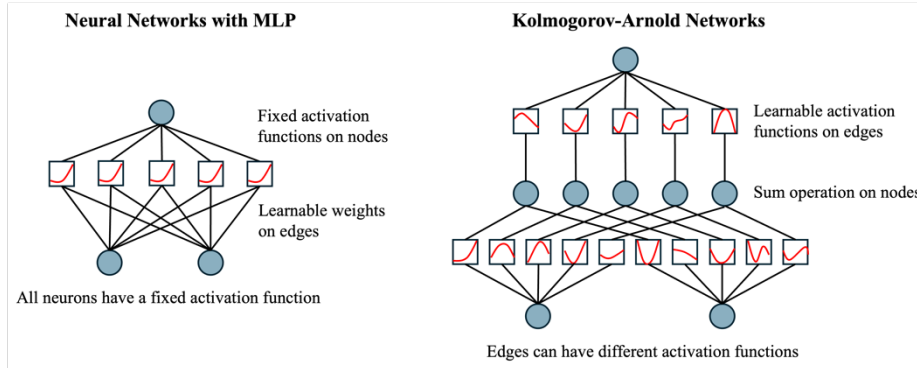 Neural Networks with MLP
Fixed activation
functions on nodes
Learnable weights
on edges
All neurons have a fixed activation function
Kolmogorov-Arnold Networks
Learnable activation
functions on edges
Sum operation on nodes
Edges can have different activation functions